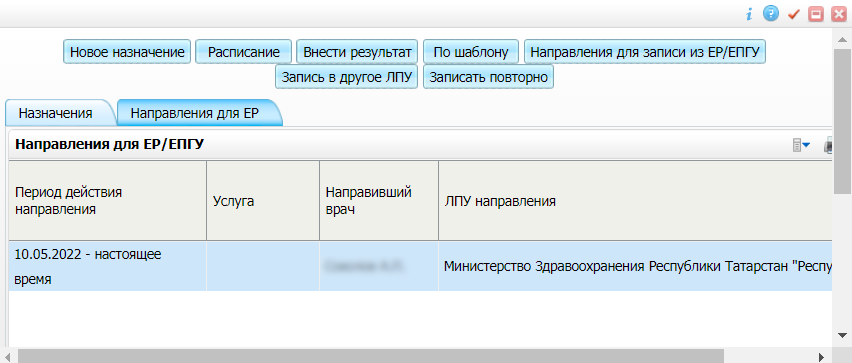 Новое назначение Расписание Внести результат По шаблону Направления для записи из ЕР/ЕПГУ
Запись в другое ЛПУ Записать повторно
Назначения Направления для ЕР
Направления для ЕР/ЕПГУ
Период действия
направления
Услуга
Направивший
врач
ЛПУ направления
10.05.2022 - настоящее
время
Министерство Здравоохранения Республики Татарстан "Респу